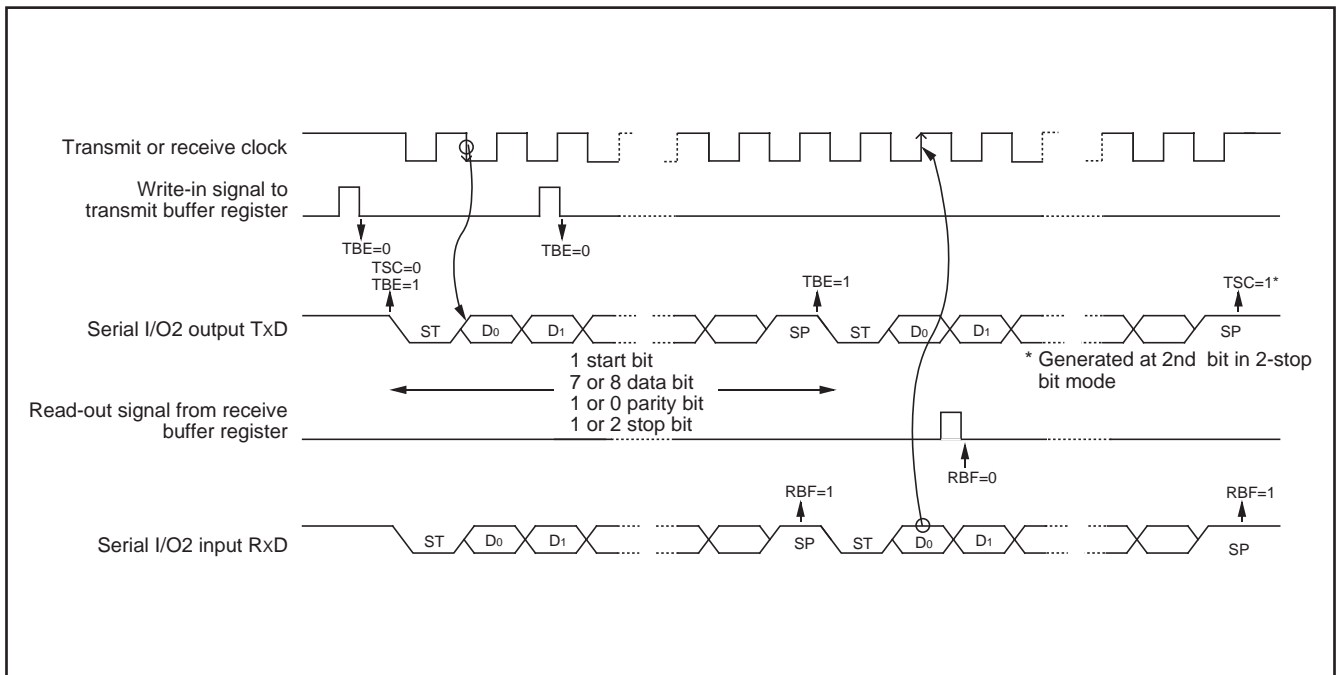 Transmit or receive clock
Write-in signal to
transmit buffer register
TBE=0
TBE=0
TSC=0
TBE=1
TBE=1
TSC=1*
Serial I/O2 output TxD
ST
D0
D1
SP
ST
D0
D1
SP
1 start bit
7 or 8 data bit
1 or 0 parity bit
1 or 2 stop bit
* Generated at 2nd bit in 2-stop
bit mode
Read-out signal from receive
buffer register
RBF=0
RBF=1
RBF=1
Serial I/O2 input RxD
ST
D0
D1
SP
ST
D0
D1
SP